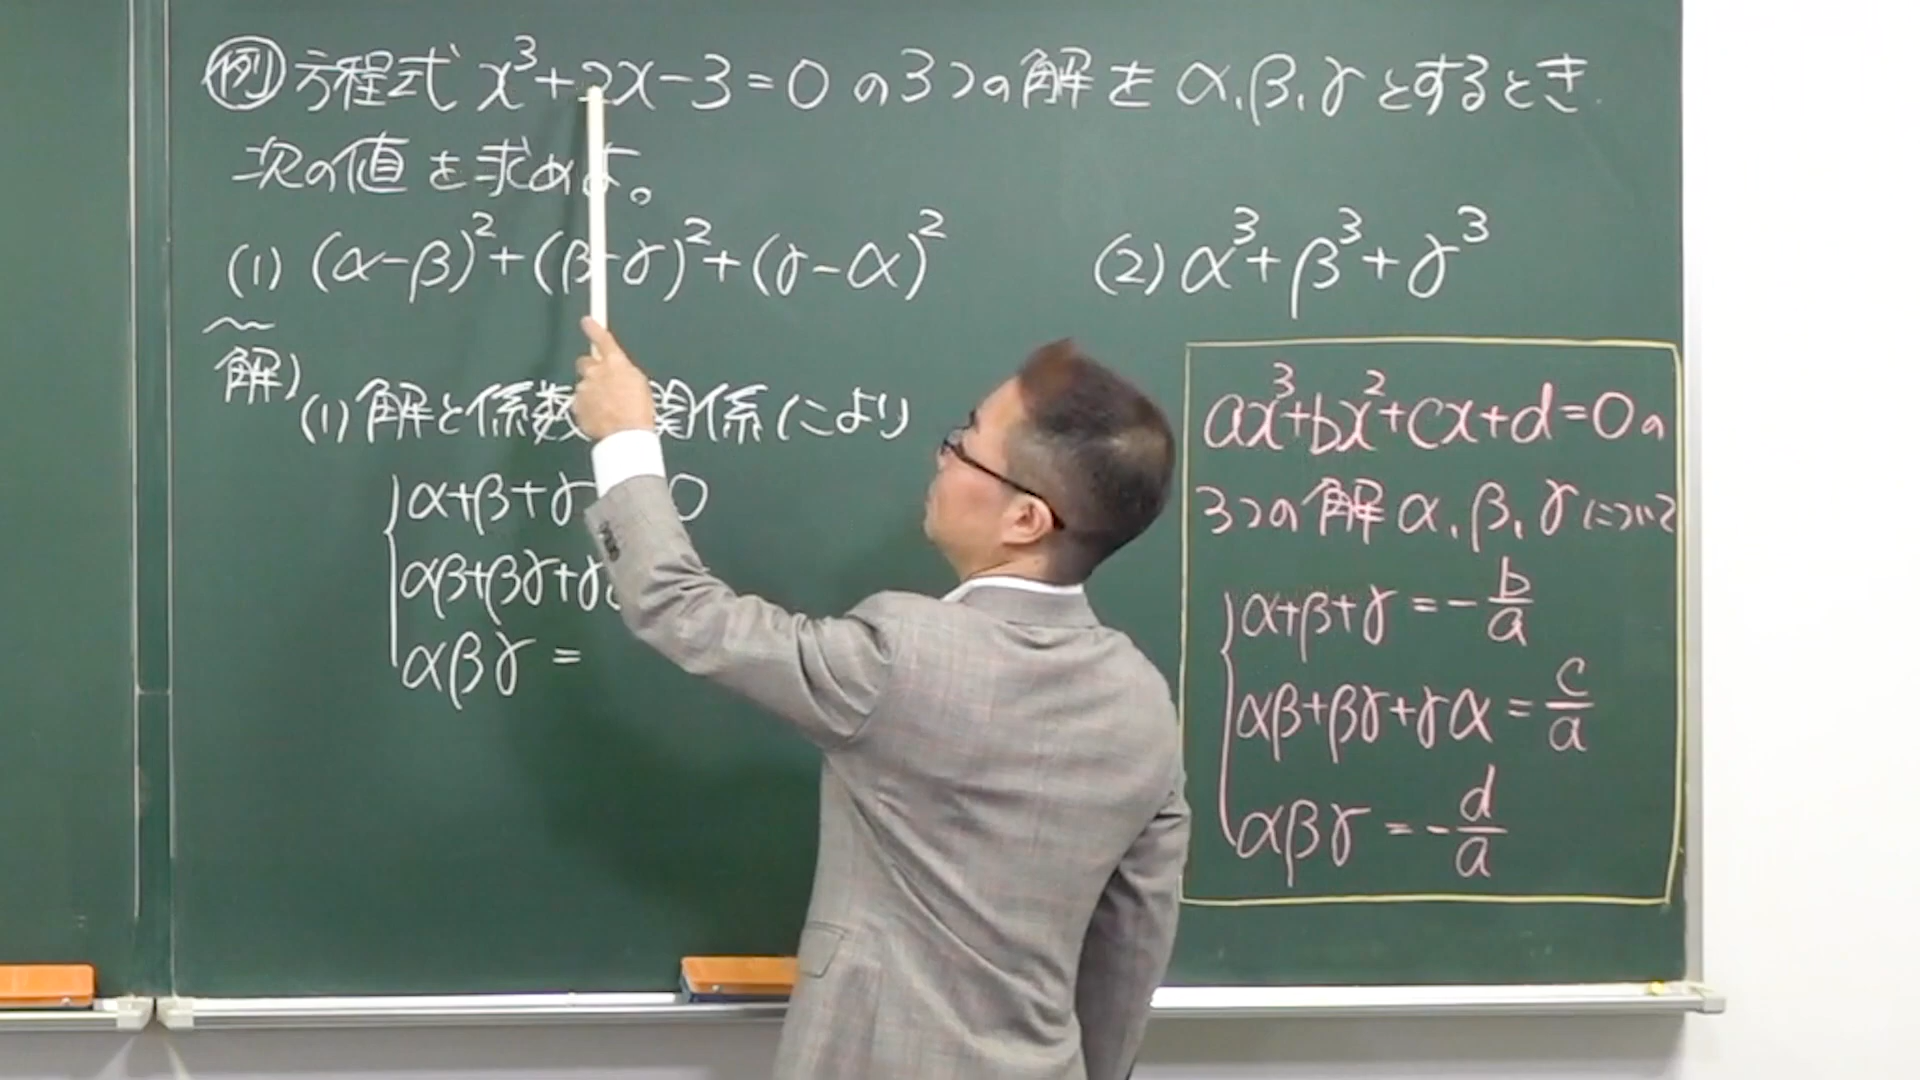 例 方程式 x³+2x-3=0 の3つの解を α,β,γ とするとき
次の値を求めよ。
(1) (α-β)²+(β-γ)²+(γ-α)² (2) α³+β³+γ³
解) (1) 解と係数 関係により
α+β+γ 0
αβ+βγ+γ
αβγ =
ax³+bx²+cx+d=0の
3つの解 α,β,γ について
α+β+γ = -b/a
αβ+βγ+γα = c/a
αβγ = -d/a